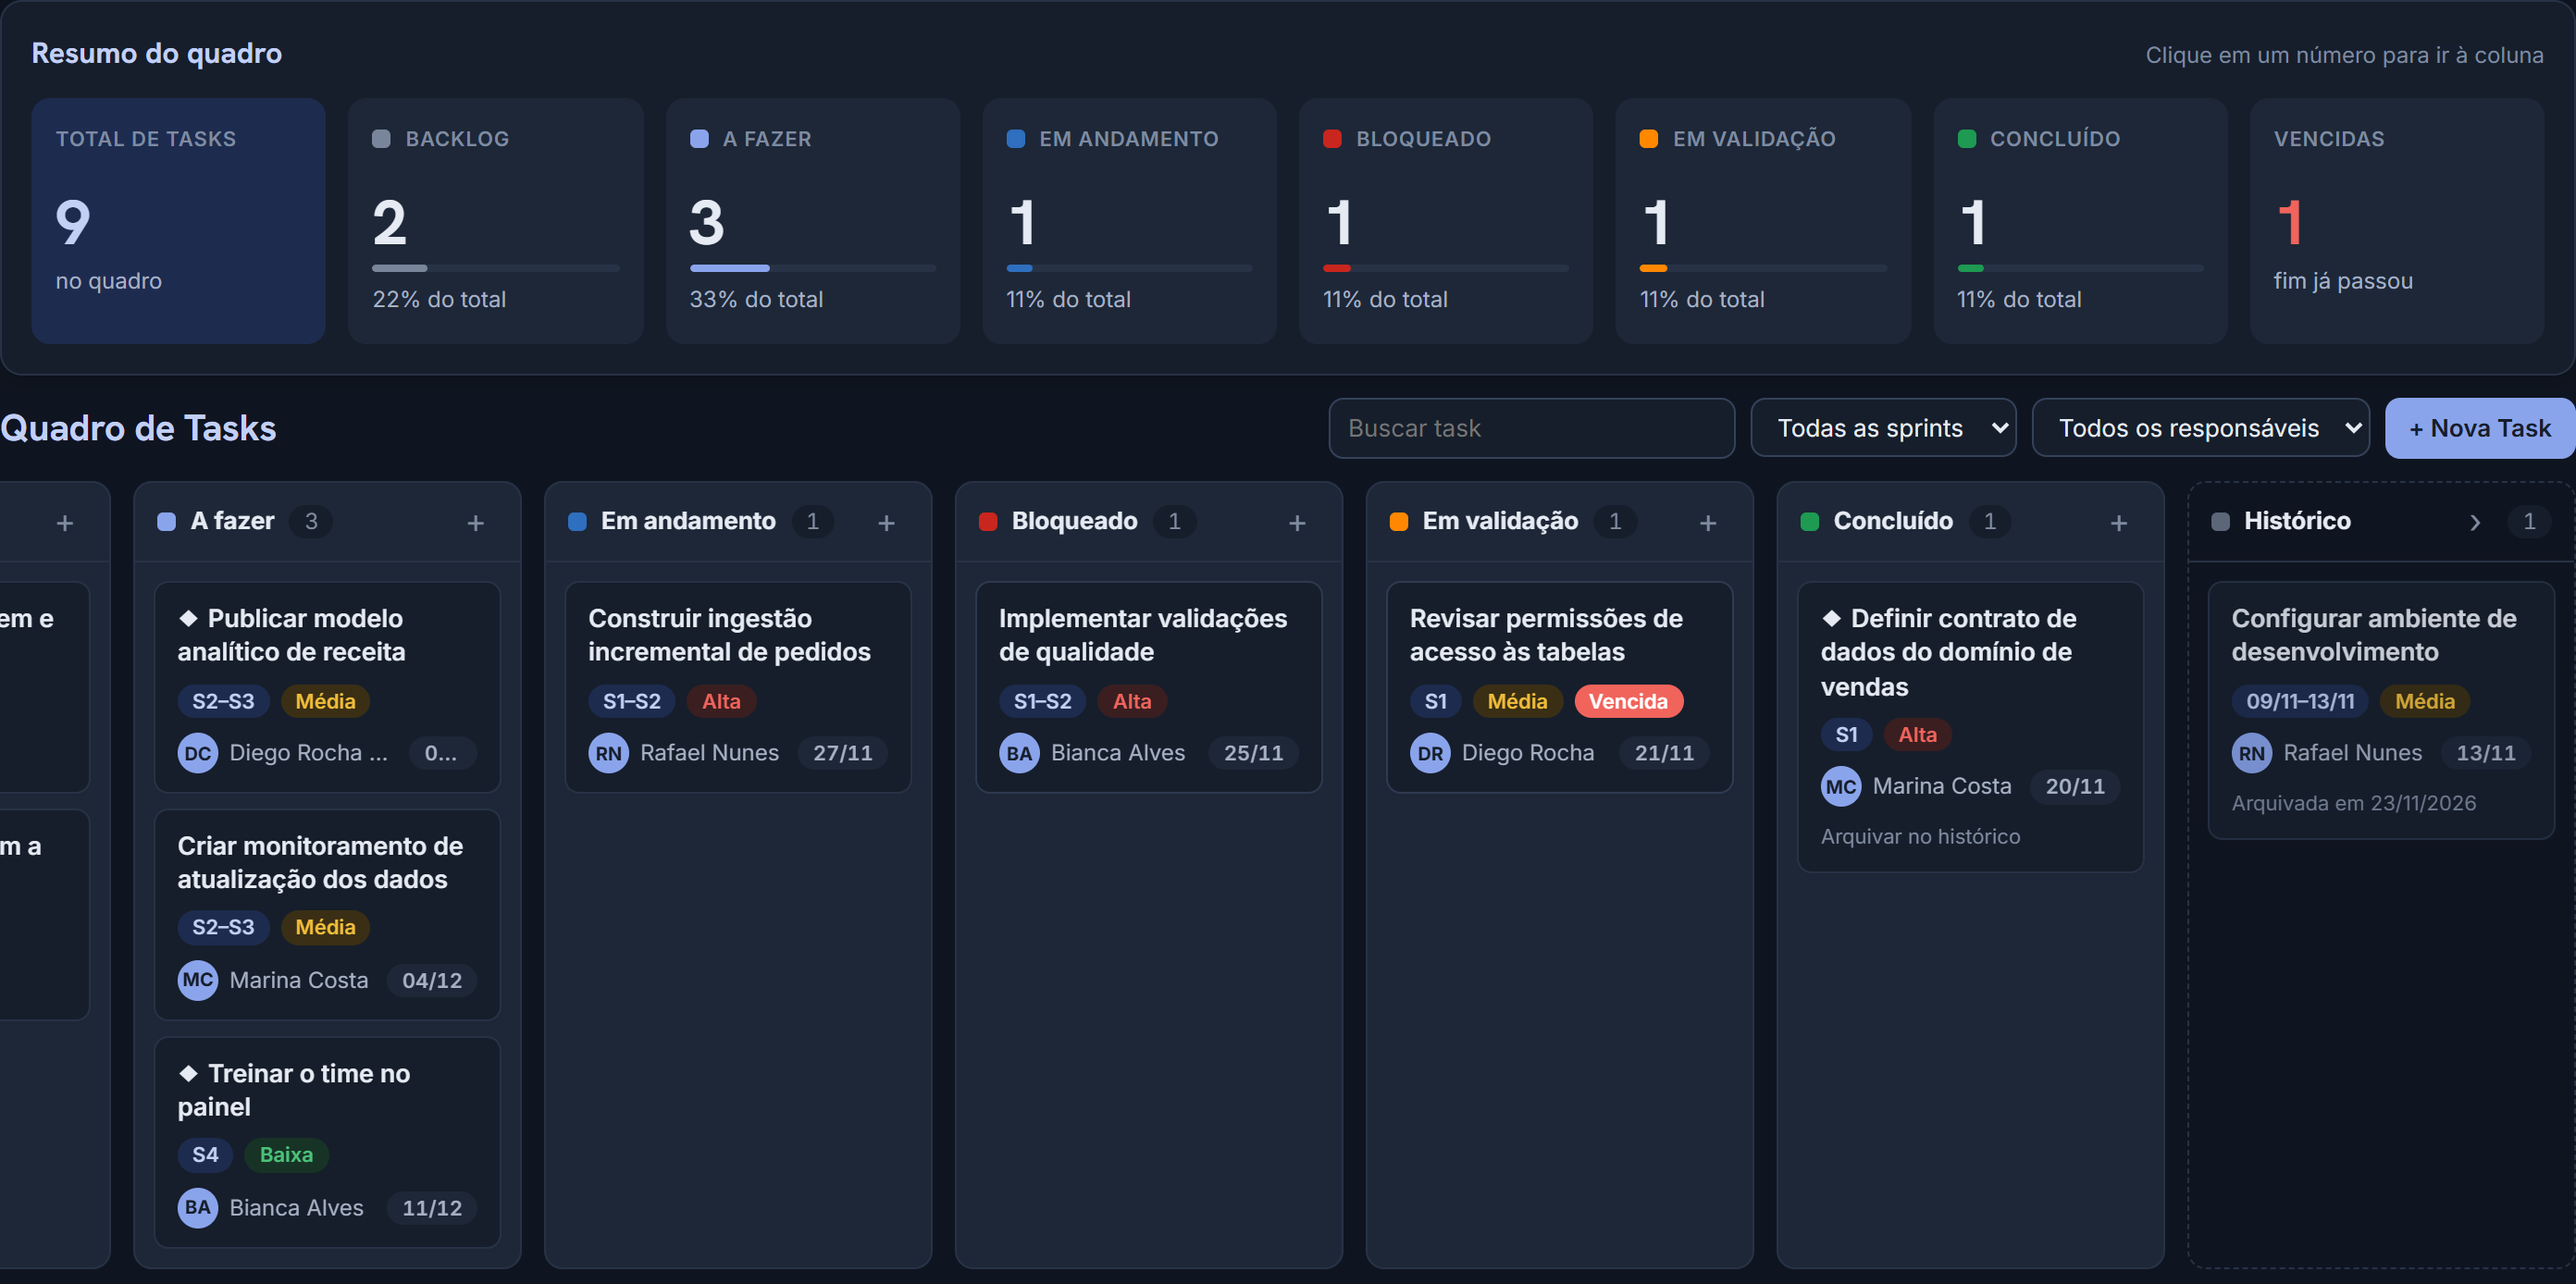 Resumo do quadro
Clique em um número para ir à coluna
TOTAL DE TASKS
9
no quadro
BACKLOG
2
22% do total
A FAZER
3
33% do total
EM ANDAMENTO
1
11% do total
BLOQUEADO
1
11% do total
EM VALIDAÇÃO
1
11% do total
CONCLUÍDO
1
11% do total
VENCIDAS
1
fim já passou
Quadro de Tasks
Buscar task
Todas as sprints
Todos os responsáveis
+ Nova Task
+
em e
m a
A fazer 3 +
◆ Publicar modelo
analítico de receita
S2–S3 Média
DC Diego Rocha ... 0...
Criar monitoramento de
atualização dos dados
S2–S3 Média
MC Marina Costa 04/12
◆ Treinar o time no
painel
S4 Baixa
BA Bianca Alves 11/12
Em andamento 1 +
Construir ingestão
incremental de pedidos
S1–S2 Alta
RN Rafael Nunes 27/11
Bloqueado 1 +
Implementar validações
de qualidade
S1–S2 Alta
BA Bianca Alves 25/11
Em validação 1 +
Revisar permissões de
acesso às tabelas
S1 Média Vencida
DR Diego Rocha 21/11
Concluído 1 +
◆ Definir contrato de
dados do domínio de
vendas
S1 Alta
MC Marina Costa 20/11
Arquivar no histórico
Histórico › 1
Configurar ambiente de
desenvolvimento
09/11–13/11 Média
RN Rafael Nunes 13/11
Arquivada em 23/11/2026